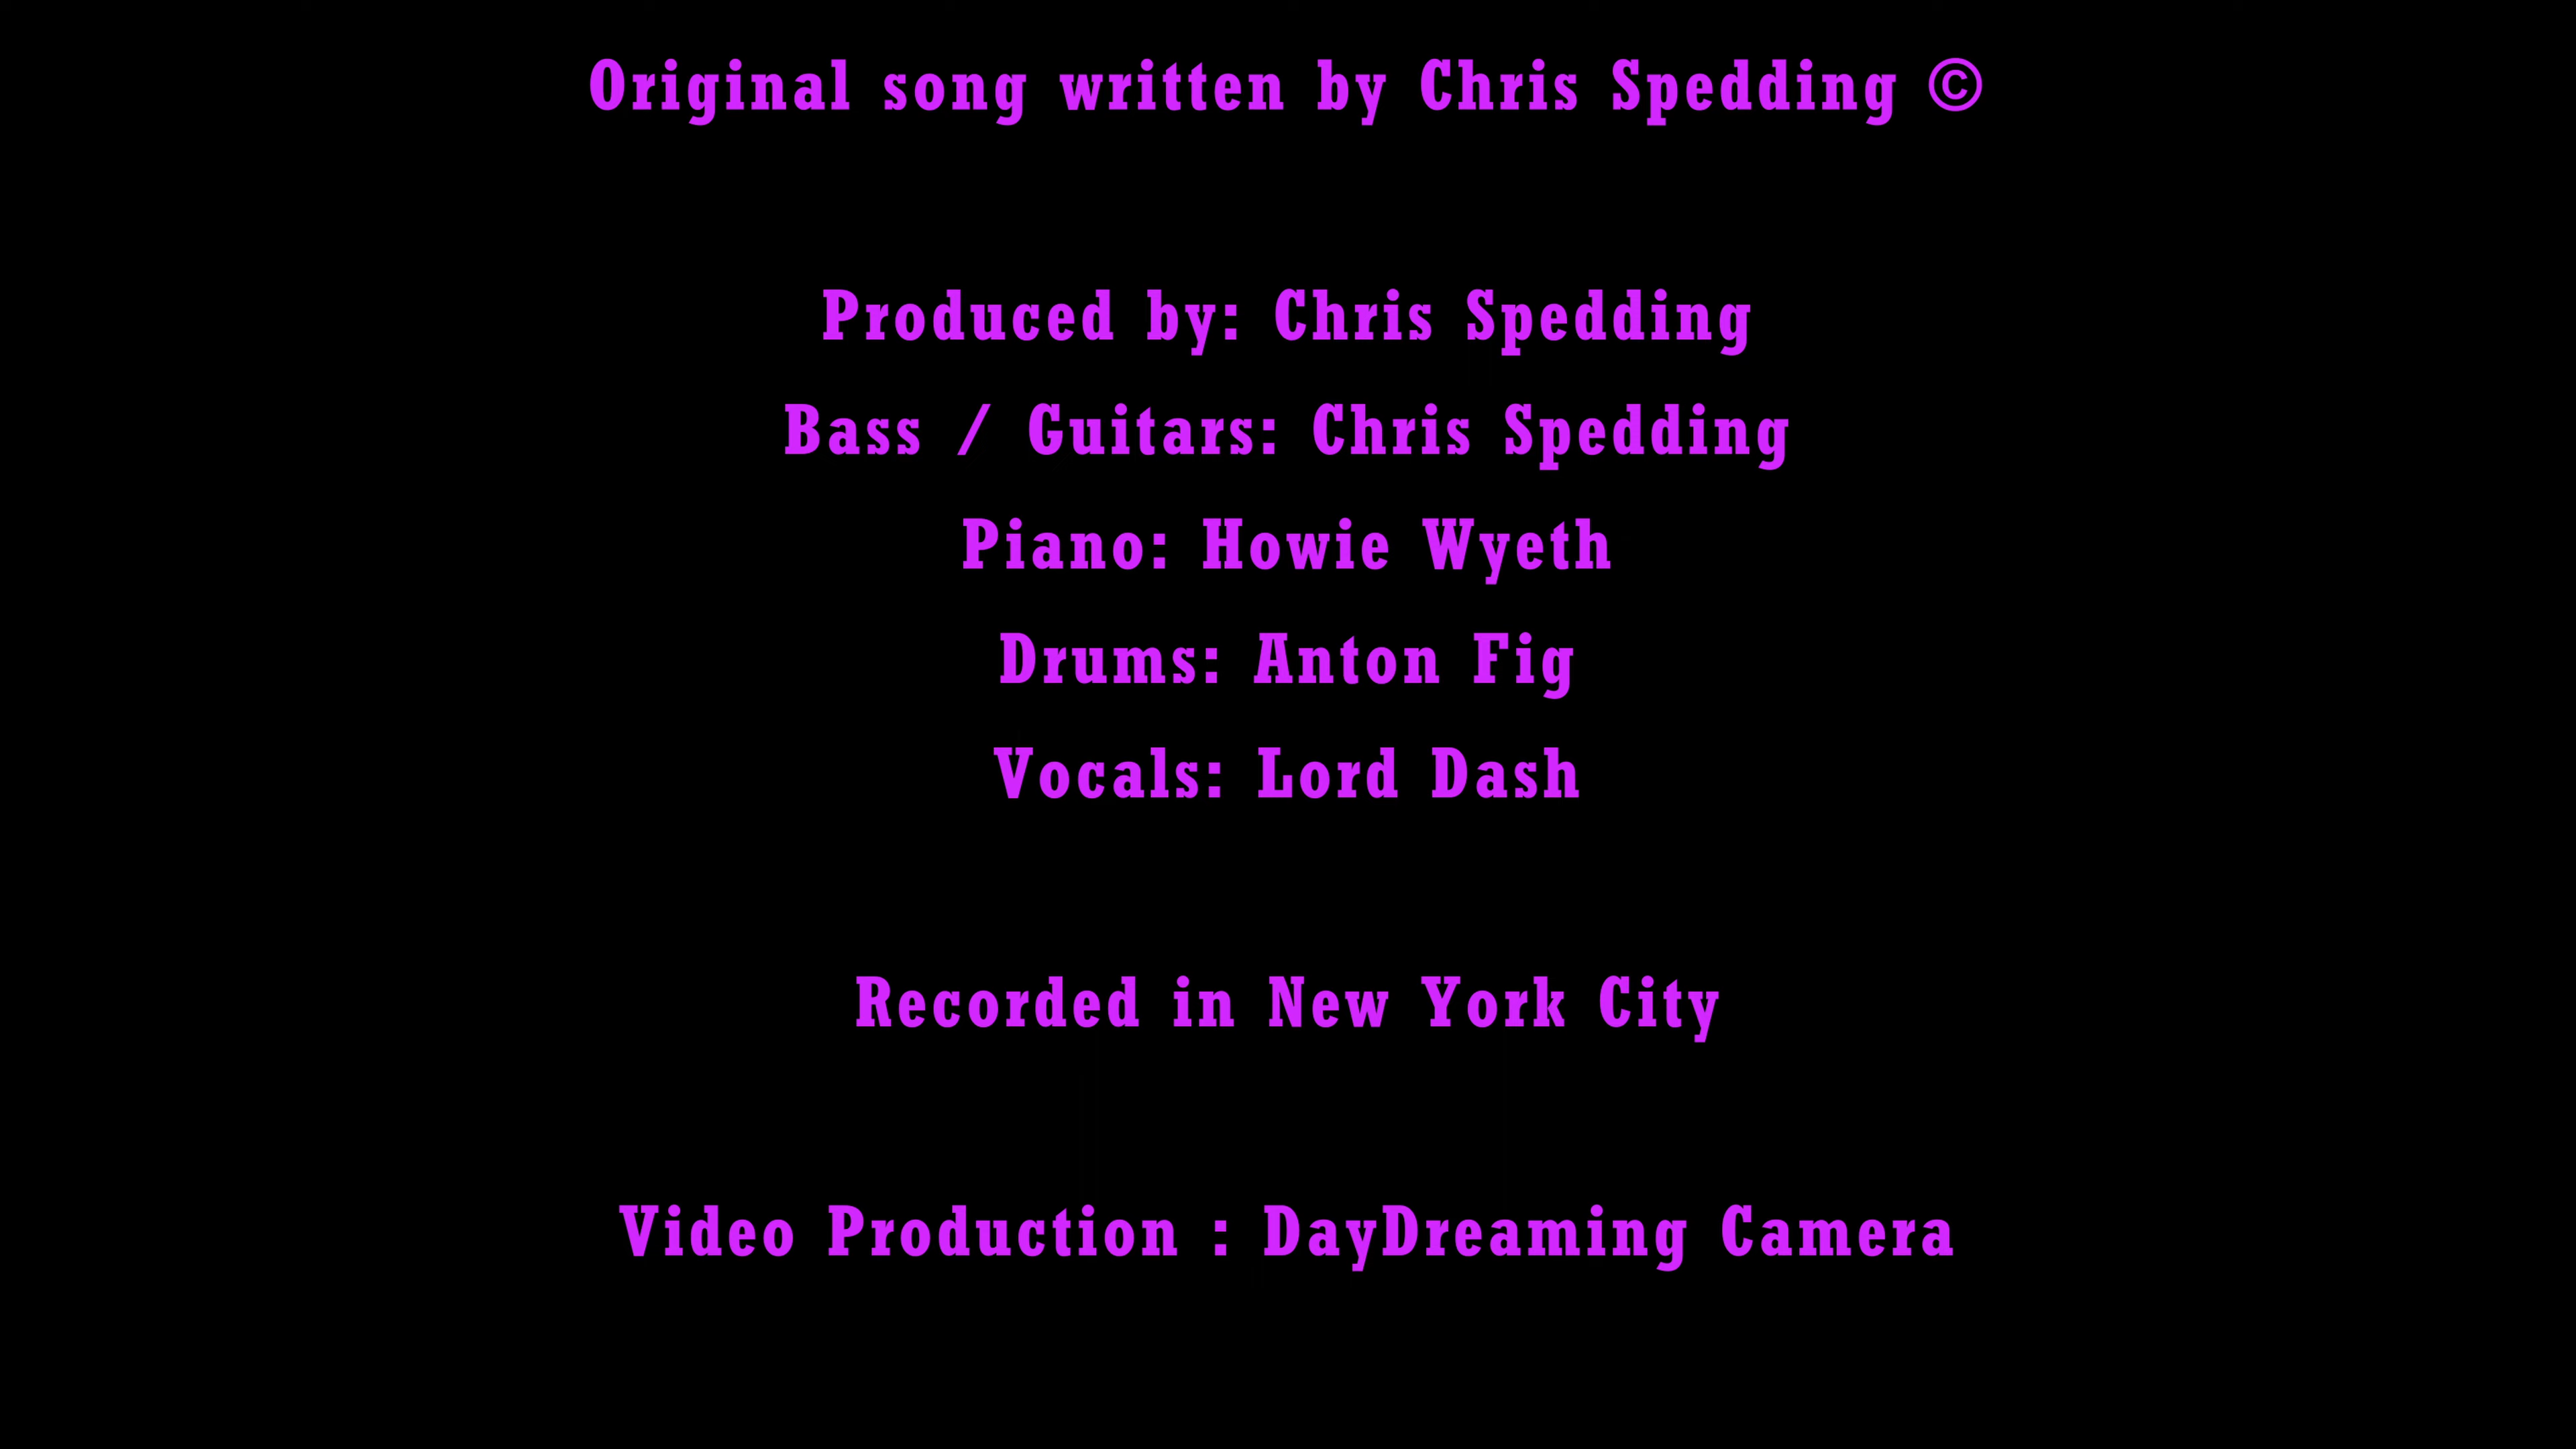 Original song written by Chris Spedding ©
Produced by: Chris Spedding
Bass / Guitars: Chris Spedding
Piano: Howie Wyeth
Drums: Anton Fig
Vocals: Lord Dash
Recorded in New York City
Video Production : DayDreaming Camera